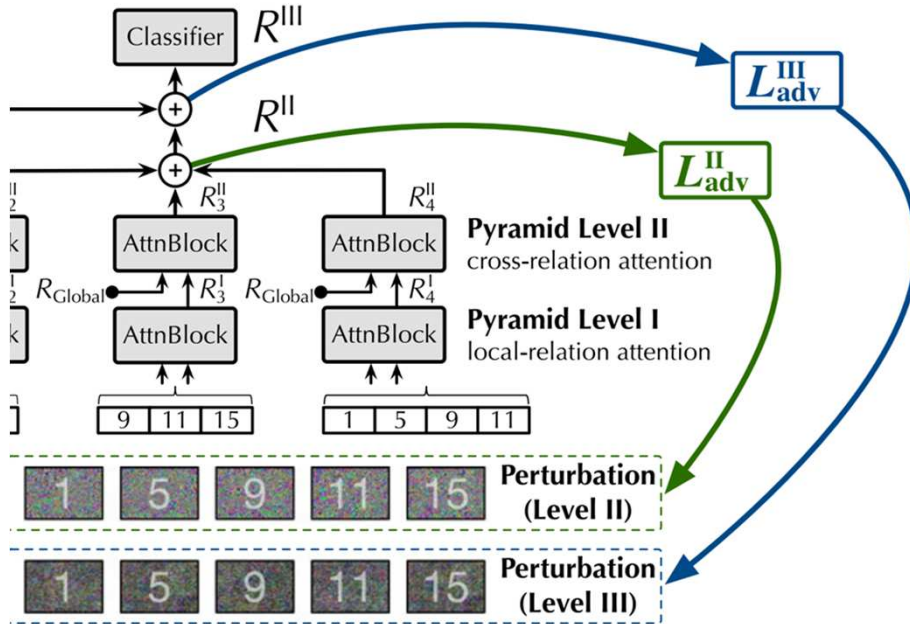 Classifier
R^III
L^III_adv
R^II
L^II_adv
R^II_3
R^II_4
AttnBlock
AttnBlock
Pyramid Level II
cross-relation attention
R_Global
R^I_3
R_Global
R^I_4
AttnBlock
AttnBlock
Pyramid Level I
local-relation attention
9 11 15
1 5 9 11
1 5 9 11 15
Perturbation
(Level II)
1 5 9 11 15
Perturbation
(Level III)